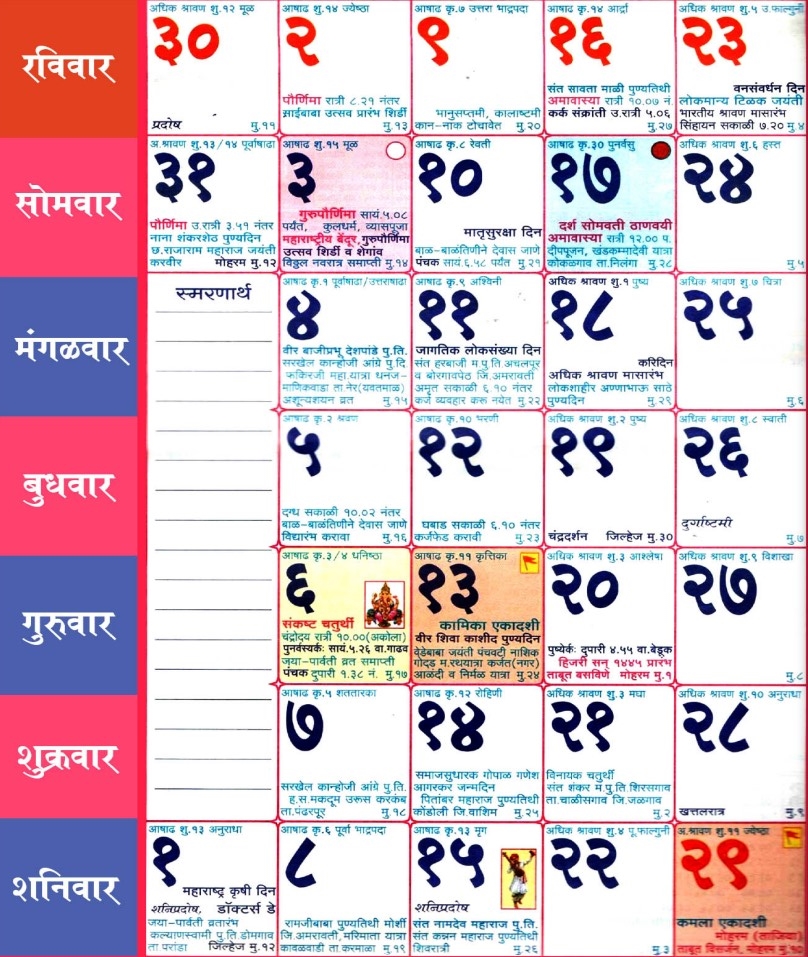 रविवार
अधिक श्रावण शु.१२ मूळ
३०
प्रदोष मु.११
आषाढ शु.१४ ज्येष्ठा
२
पौर्णिमा रात्री ८.२१ नंतर
साईबाबा उत्सव प्रारंभ शिर्डी
मु.१३
आषाढ कृ.७ उत्तरा भाद्रपदा
९
भानुसप्तमी, कालाष्टमी
कान-नाक टोचावेत मु.२०
आषाढ कृ.१४ आर्द्रा
१६
संत सावता माळी पुण्यतिथी
अमावास्या रात्री १०.०७ नं.
कर्क संक्रांती उ.रात्री ५.०६
मु.२७
अधिक श्रावण शु.५ उ.फाल्गुनी
२३
वनसंवर्धन दिन
लोकमान्य टिळक जयंती
भारतीय श्रावण मासारंभ
सिंहायन सकाळी ७.२० मु.४
सोमवार
अ.श्रावण शु.१३/१४ पूर्वाषाढा
३१
पौर्णिमा उ.रात्री ३.५१ नंतर
नाना शंकरशेठ पुण्यदिन
छ.राजाराम महाराज जयंती
करवीर मोहरम मु.१२
आषाढ शु.१५ मूळ
३
गुरुपौर्णिमा सायं.५.०८
पर्यंत, कुलधर्म, व्यासपूजा
महाराष्ट्रीय बेंदूर,गुरुपौर्णिमा
उत्सव शिर्डी व शेगांव
विठ्ठल नवरात्र समाप्ती मु.१४
आषाढ कृ.८ रेवती
१०
मातृसुरक्षा दिन
बाळ-बाळंतिणीने देवास जाणे
पंचक सायं.६.५८ पर्यंत मु.२१
आषाढ कृ.३० पुनर्वसु
१७
दर्श सोमवती ठाणवयी
अमावास्या रात्री १२.०० प.
दीपपूजन, खंडकम्मादेवी यात्रा
कोकळगाव ता.निलंगा मु.२८
अधिक श्रावण शु.६ हस्त
२४
मु.५
मंगळवार
स्मरणार्थ
आषाढ कृ.१ पूर्वाषाढा/उत्तराषाढा
४
वीर बाजीप्रभू देशपांडे पु.ति.
सरखेल कान्होजी आंग्रे पु.दि
फकिरजी महा.यात्रा धनज-
माणिकवाडा ता.नेर(यवतमाळ)
अशून्यशयन व्रत मु.१५
आषाढ कृ.९ अश्विनी
११
जागतिक लोकसंख्या दिन
संत हरबाजी म पु.ति.अचलपूर
व बोरगावपेठ जि.अमरावती
अमृत सकाळी ६.१० नंतर
कर्ज व्यवहार करू नयेत मु.२२
अधिक श्रावण शु.१ पुष्य
१८
करिदिन
अधिक श्रावण मासारंभ
लोकशाहीर अण्णाभाऊ साठे
पुण्यदिन मु.२९
अधिक श्रावण शु.७ चित्रा
२५
मु.६
बुधवार
आषाढ कृ.२ श्रवण
५
दग्ध सकाळी १०.०२ नंतर
बाळ-बाळंतिणीने देवास जाणे
विद्यारंभ करावा मु.१६
आषाढ कृ.१० भरणी
१२
घबाड सकाळी ६.१० नंतर
कर्जफेड करावी मु.२३
अधिक श्रावण शु.२ पुष्य
१९
चंद्रदर्शन जिल्हेज मु.३०
अधिक श्रावण शु.८ स्वाती
२६
दुर्गाष्टमी
मु.७
गुरुवार
आषाढ कृ.३/४ धनिष्ठा
६
संकष्ट चतुर्थी
चंद्रोदय रात्री १०.००(अकोला)
पुनर्वस्यर्क: सायं.५.२६ वा.गाढव
जया-पार्वती व्रत समाप्ती
पंचक दुपारी १.३८ नं. मु.१७
आषाढ कृ.११ कृत्तिका
१३
कामिका एकादशी
वीर शिवा काशीद पुण्यदिन
वेडेबाबा जयंती पंचवटी नाशिक
गोदड म.रथयात्रा कर्जत(नगर)
आळंदी व निर्मळ यात्रा मु.२४
अधिक श्रावण शु.३ आश्लेषा
२०
पुष्येर्क: दुपारी ४.५५ वा.बेडूक
हिजरी सन् १४४५ प्रारंभ
ताबूत बसविणे मोहरम मु.१
अधिक श्रावण शु.९ विशाखा
२७
मु.८
शुक्रवार
आषाढ कृ.५ शततारका
७
सरखेल कान्होजी आंग्रे पु.ति.
ह.स.मकदूम उरूस करकंब
ता.पंढरपूर मु.१८
आषाढ कृ.१२ रोहिणी
१४
समाजसुधारक गोपाळ गणेश
आगरकर जन्मदिन
पितांबर महाराज पुण्यतिथी
कोंडोली जि.वाशिम मु.२५
अधिक श्रावण शु.३ मघा
२१
विनायक चतुर्थी
संत शंकर म.पु.ति.शिरसगाव
ता.चाळीसगाव जि.जळगाव
मु.२
अधिक श्रावण शु.१० अनुराधा
२८
खत्तलरात्र मु.९
शनिवार
आषाढ शु.१३ अनुराधा
१
महाराष्ट्र कृषी दिन
शनिप्रदोष, डॉक्टर्स डे
जया-पार्वती व्रतारंभ
कल्याणस्वामी पु.ति.डोमगाव
ता परांडा जिल्हेज मु.१२
आषाढ कृ.६ पूर्वा भाद्रपदा
८
रामजीबाबा पुण्यतिथी मोर्शी
जि.अमरावती,मरिमाता यात्रा
कावळवाडी ता करमाळा मु.१९
आषाढ कृ.१३ मृग
१५
शनिप्रदोष
संत नामदेव महाराज पु.ति.
संत कन्नन महाराज पुण्यतिथी
शिवरात्री मु.२६
अधिक श्रावण शु.४ पू.फाल्गुनी
२२
मु.३
अ.श्रावण शु.११ ज्येष्ठा
२९
कमला एकादशी
मोहरम (ताजिया)
ताबूत विसर्जन, मोहरम मु.१०